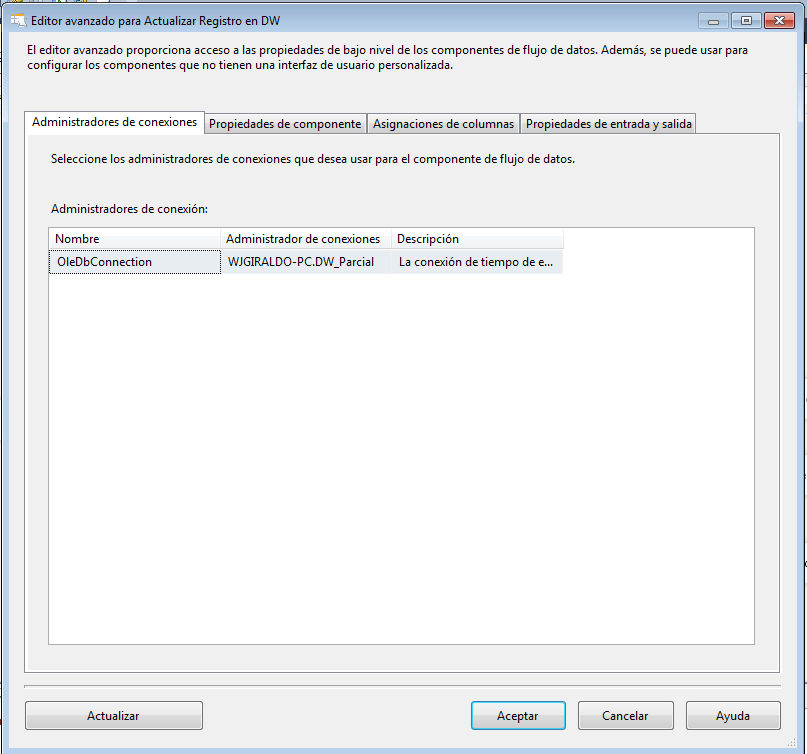 Editor avanzado para Actualizar Registro en DW
El editor avanzado proporciona acceso a las propiedades de bajo nivel de los componentes de flujo de datos. Además, se puede usar para
configurar los componentes que no tienen una interfaz de usuario personalizada.
Administradores de conexiones Propiedades de componente Asignaciones de columnas Propiedades de entrada y salida
Seleccione los administradores de conexiones que desea usar para el componente de flujo de datos.
Administradores de conexión:
Nombre Administrador de conexiones Descripción
OleDbConnection WJGIRALDO-PC.DW_Parcial La conexión de tiempo de e...
Actualizar Aceptar Cancelar Ayuda